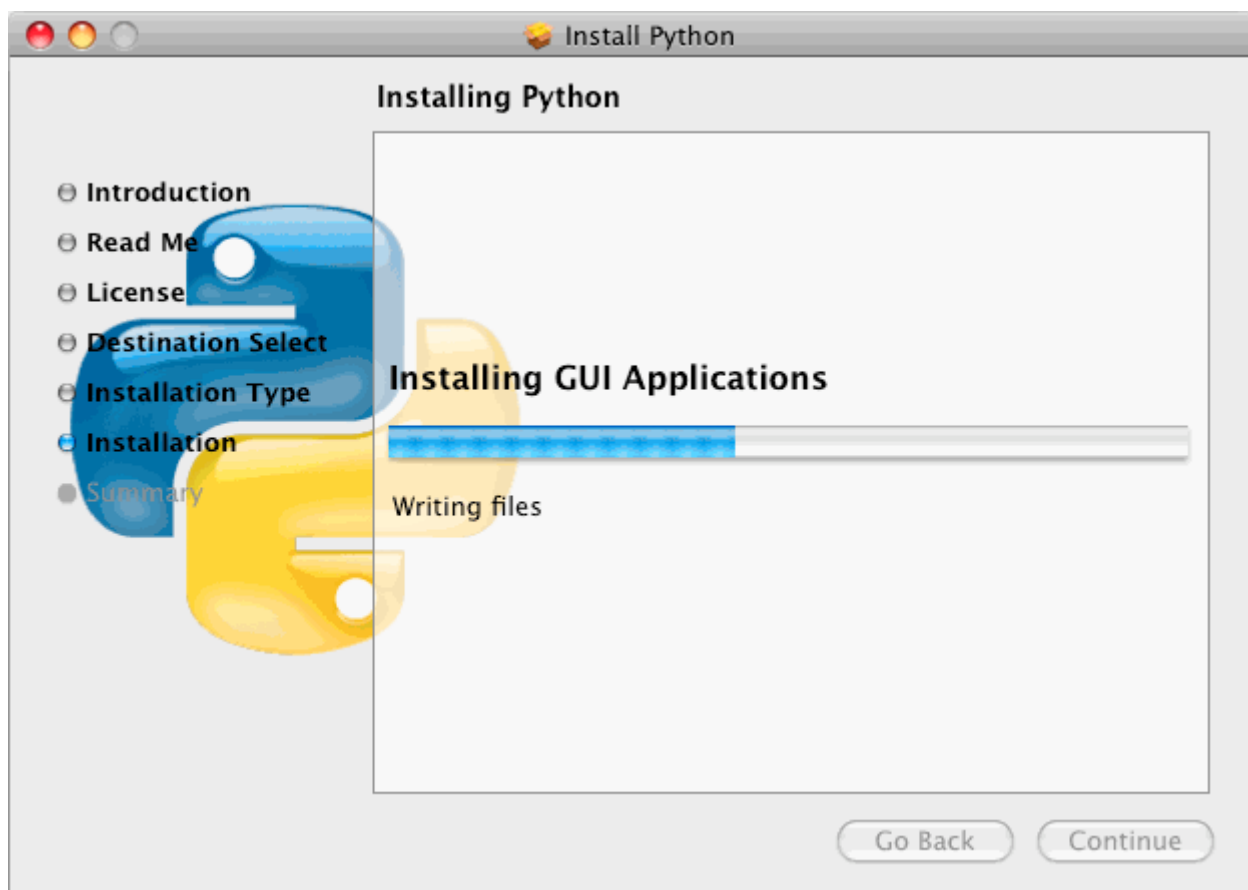 Install Python
Installing Python
Introduction
Read Me
License
Destination Select
Installation Type
Installation
Summary
Installing GUI Applications
Writing files
Go Back
Continue